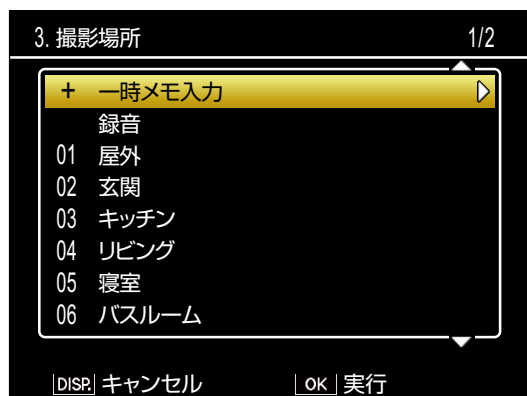 3. 撮影場所 1/2
+ 一時メモ入力
録音
01 屋外
02 玄関
03 キッチン
04 リビング
05 寝室
06 バスルーム
DISP. キャンセル OK 実行